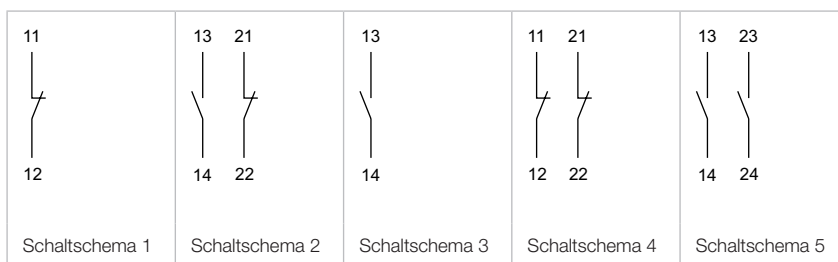 11
13 21
13
11 21
13 23
12
14 22
14
12 22
14 24
Schaltschema 1
Schaltschema 2
Schaltschema 3
Schaltschema 4
Schaltschema 5